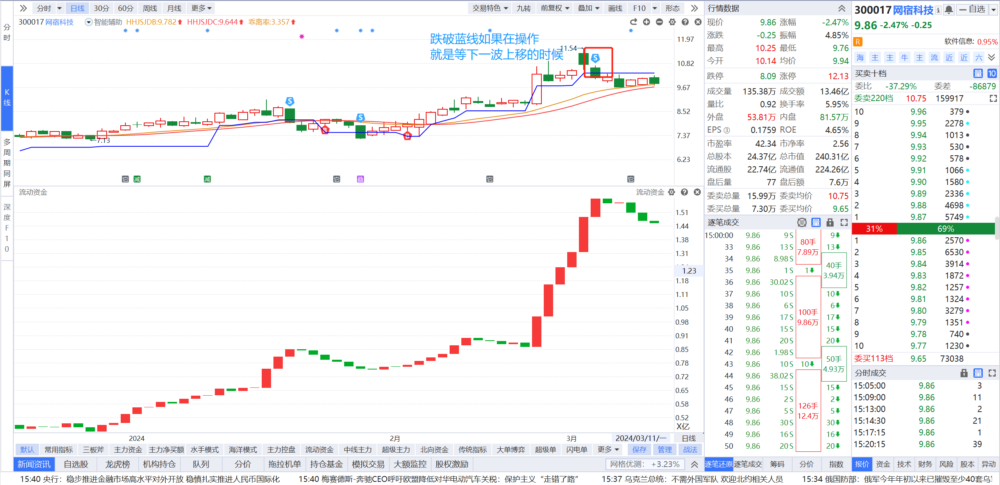 分时 日线 30分 60分 周线 月线 更多 交易特色 九转 前复权 叠加 画线 F10 形态
300017 网宿科技 智能辅助 HHJSJDB:9.782 HHJSJDC:9.644 乖离率:3.357
分时
K线
多周期同屏
深度F10
跌破蓝线如果在操作
就是等下一波上移的时候
11.54→
←7.13
S
S
S
B
B
11.97
10.82
9.67
8.52
7.37
6.23
它 减 减 它 叠 它 它
流动资金 流动资金
1.51
1.44
1.38
1.31
1.23
1.18
1.11
1.05
0.98
0.91
0.85
0.78
0.72
0.65
0.58
0.52
X亿
2024 2月 3月 2024/03/11/一 日线
默认 常用指标 三板斧 主力资金 主力净买额 水手模式 海洋模式 主力控盘 流动资金 中线主力 超级主力 北向资金 传统指标 大单博弈 超级单 闪电单 更多 保存 管理 战法
新闻资讯 自选股 龙虎榜 机构持仓 队列 分价 拖拉机单 持仓基金 模拟交易 大额监控 股权激励 网格优测: +3.23%
行情数据
现价 9.86 涨幅 -2.47%
涨跌 -0.25 振幅 4.85%
最高 10.25 最低 9.76
今开 10.14 均价 9.94
跌停 8.09 涨停 12.13
成交量 135.38万 成交额 13.46亿
量比 0.92 换手率 5.95%
外盘 53.81万 内盘 81.57万
EPS③ 0.1759 ROE 4.65%
市盈率 42.34 市净率 2.56
总股本 24.37亿 总市值 240.31亿
流通股 22.74亿 流通值 224.26亿
盘后量 77 盘后额 7.6万
委卖总量 15.99万 委卖均价 10.75
委买总量 7.30万 委买均价 9.65
逐笔成交 单 量
15:00:00 9.86 9 S
33 9.86 13 S
34 9.86 8.98 S
35 9.86 1 S
36 9.86 30.02 S
37 9.86 10 S
38 9.86 6 S
39 9.86 17 S
40 9.86 15 S
41 9.86 20 S
42 9.86 1.98 S
43 9.86 10 S
44 9.86 38.02 S
45 9.86 15 S
46 9.86 2 S
47 9.86 5 S
48 9.86 30 S
49 9.86 16 S
50 9.86 20 S
80手
7.89万
1
100手
9.86万
10
126手
12.4万
9
13
40手
3.94万
10
6
17
15
20
50手
4.93万
15
2
5
30
16
20
逐笔还原 逐笔成交 筹码 分价 指数
300017 网宿科技 i 自选
9.86 -2.47% -0.25
R 软件信息: 0.95%
海 主 主 牛 主 流 近 近 六
买卖十档 量 10
委比 -37.29% 委差 -86879
委卖220档 10.75 159917
10 9.96 379
9 9.95 2278
8 9.94 1013
7 9.93 530
6 9.92 578
5 9.91 1066
4 9.90 1580
3 9.89 2336
2 9.88 4698
1 9.87 5749
31% 69%
1 9.86 2570
2 9.85 6530
3 9.84 3914
4 9.83 1872
5 9.82 1257
6 9.81 1324
7 9.80 3279
8 9.79 1351
9 9.78 740
10 9.77 1230
委买113档 9.65 73038
分时成交 量
15:05:00 9.86 3
15:09:00 9.86 11
15:13:00 9.86 2
15:14:30 9.86 21
15:17:15 9.86 1
15:20:15 9.86 39
报价 资金 技术 财务 风险 股本 异动
15:40 央行：稳步推进金融市场高水平对外开放 稳慎扎实推进人民币国际化 15:40 梅赛德斯-奔驰CEO呼吁欧盟降低对华电动汽车关税：保护主义“走错了路” 15:37 乌克兰总统：不需外国军队 欢迎北约相关人员 15:34 俄国防部：俄军今年年初以来已摧毁至少40套乌